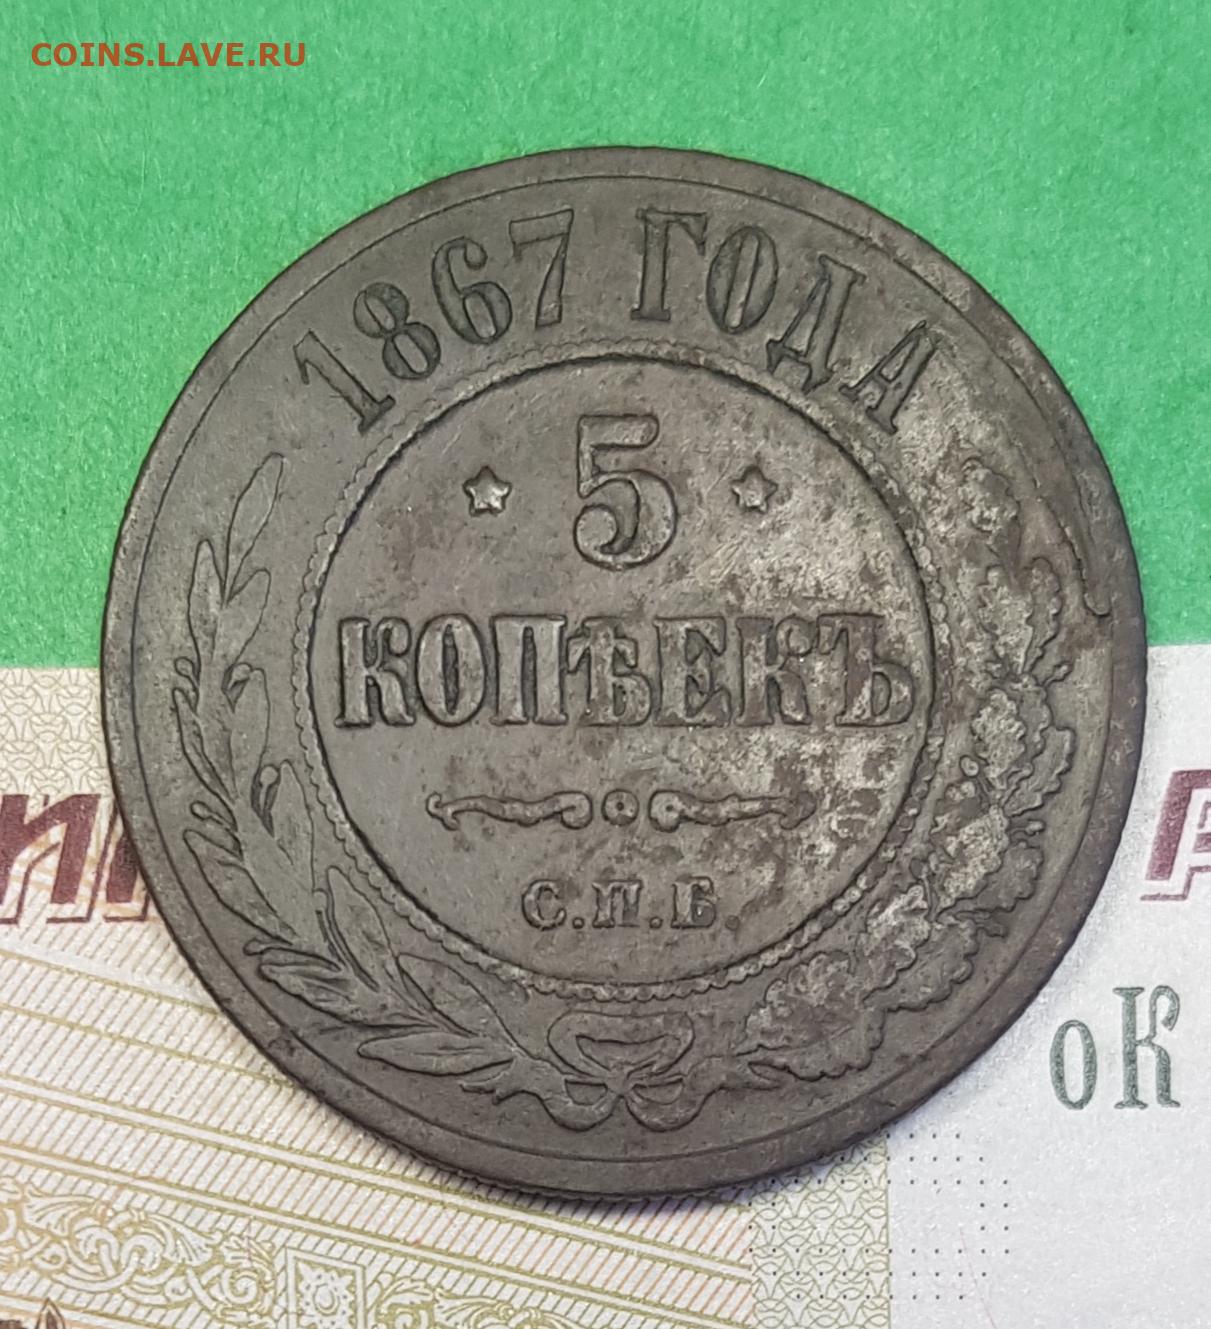 COINS.LAVE.RU
1867 ГОДА
5
КОПѢЕКЪ
С.П.Б.
оК